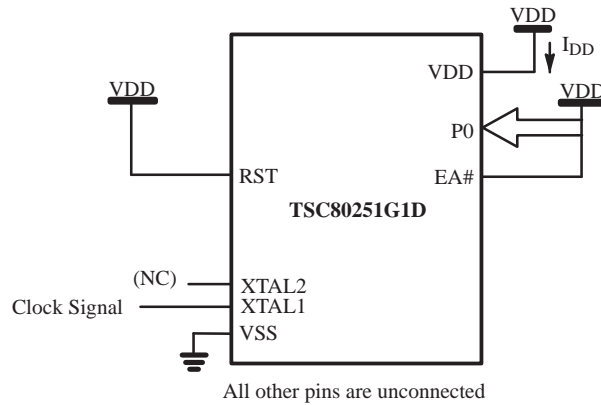 VDD
I DD
VDD
VDD
VDD
P0
RST
EA#
TSC80251G1D
(NC)
XTAL2
Clock Signal
XTAL1
VSS
All other pins are unconnected